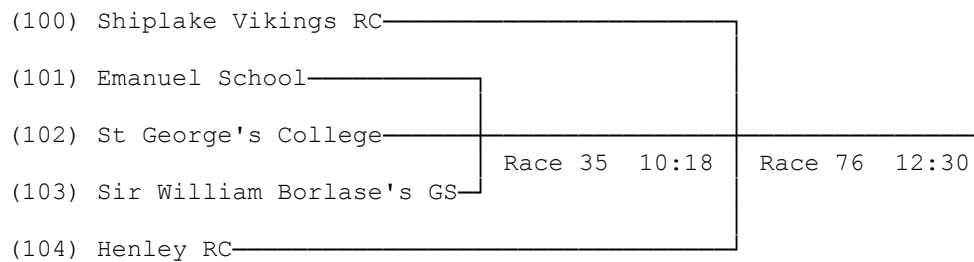 (100) Shiplake Vikings RC
(101) Emanuel School
(102) St George's College
Race 35 10:18 Race 76 12:30
(103) Sir William Borlase's GS
(104) Henley RC